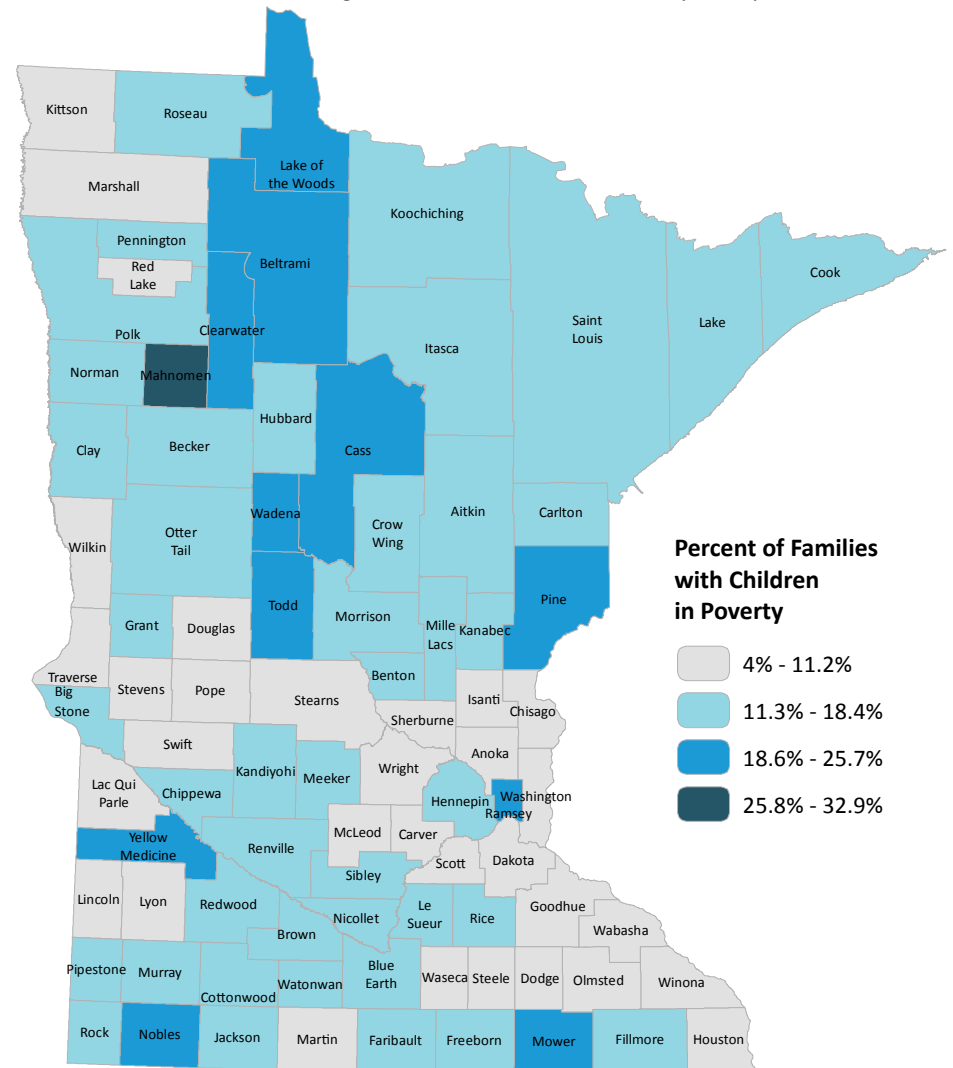 Kittson
Roseau
Lake of
the Woods
Marshall
Koochiching
Pennington
Beltrami
Red
Lake
Cook
Polk
Clearwater
Saint
Louis
Lake
Itasca
Norman
Mahnomen
Hubbard
Becker
Clay
Cass
Wadena
Aitkin
Carlton
Crow
Wing
Otter
Tail
Wilkin
Percent of Families
with Children
in Poverty
4% - 11.2%
11.3% - 18.4%
18.6% - 25.7%
25.8% - 32.9%
Pine
Todd
Morrison
Grant
Douglas
Mille
Lacs
Kanabec
Traverse
Big
Stone
Stevens
Pope
Stearns
Benton
Isanti
Chisago
Sherburne
Swift
Anoka
Kandiyohi
Meeker
Wright
Lac Qui
Parle
Chippewa
Hennepin
Washington
Ramsey
Yellow
Medicine
Renville
McLeod
Carver
Scott
Dakota
Sibley
Lincoln
Lyon
Redwood
Nicollet
Le
Sueur
Rice
Goodhue
Wabasha
Brown
Pipestone
Murray
Cottonwood
Watonwan
Blue
Earth
Waseca
Steele
Dodge
Olmsted
Winona
Rock
Nobles
Jackson
Martin
Faribault
Freeborn
Mower
Fillmore
Houston